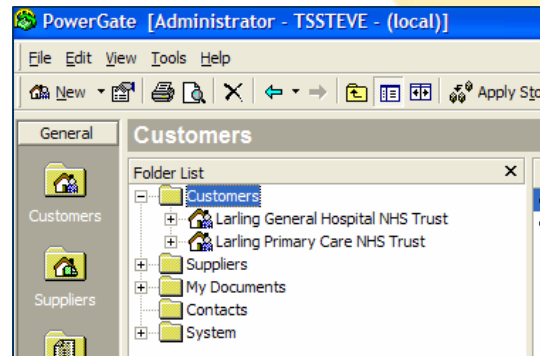 PowerGate [Administrator - TSSTEVE - (local)]
File Edit View Tools Help
New Apply Sto
General Customers
Folder List
Customers
Customers
Larling General Hospital NHS Trust
Larling Primary Care NHS Trust
Suppliers
Suppliers
My Documents
Contacts
System